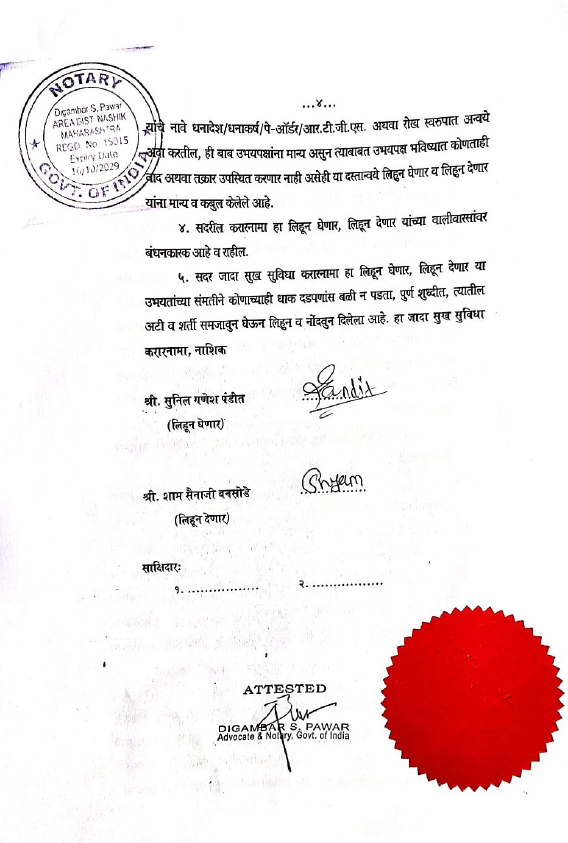 ...४...
NOTARY
Digambar S. Pawar
AREA DIST NASHIK
MAHARASHTRA
REGD. No 15015
Expiry Date
10/10/2029
GOVT. OF INDIA
यांचे नावे धनादेश/धनाकर्ष/पे-ऑर्डर/आर.टी.जी.एस. अथवा रोख स्वरुपात अन्वये
अदा करतील, ही बाब उभयपक्षांना मान्य असुन त्याबाबत उभयपक्ष भविष्यात कोणताही
वाद अथवा तक्रार उपस्थित करणार नाही असेही या दस्तान्वये लिहुन घेणार व लिहून देणार
यांना मान्य व कबुल केलेले आहे.
४. सदरील करारनामा हा लिहून घेणार, लिहून देणार यांच्या वालीवारसांवर
बंधनकारक आहे व राहील.
५. सदर जादा सुख सुविधा करारनामा हा लिहून घेणार, लिहून देणार या
उभयतांच्या संमतीने कोणाच्याही धाक दडपणांस बळी न पडता, पुर्ण शुध्दीत, त्यातील
अटी व शर्ती समजावुन घेऊन लिहुन व नोंदवुन दिलेला आहे. हा जादा सुख सुविधा
करारनामा, नाशिक
श्री. सुनिल गणेश पंडीत
Pandit
(लिहून घेणार)
श्री. शाम सैनाजी बनसोडे
Shyam
(लिहून देणार)
साक्षिदारः
१. ................. २. .................
ATTESTED
DIGAMBAR S. PAWAR
Advocate & Notary, Govt. of India